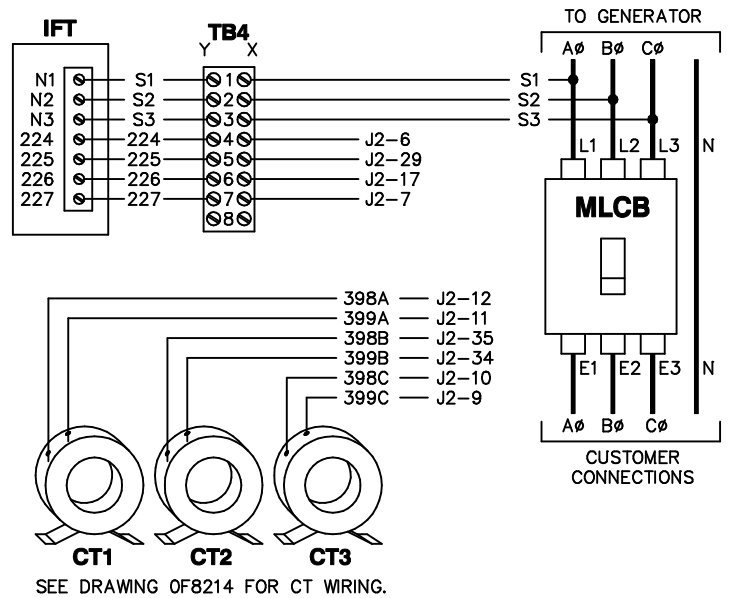 TO GENERATOR
IFT
TB4
Y X
AØ BØ CØ
N1 S1 1 S1
N2 S2 2 S2
N3 S3 3 S3
224 224 4 J2-6
L1 L2 L3 N
225 225 5 J2-29
226 226 6 J2-17
227 227 7 J2-7
8
MLCB
398A J2-12
399A J2-11
398B J2-35
399B J2-34
398C J2-10
399C J2-9
E1 E2 E3 N
AØ BØ CØ
CUSTOMER
CONNECTIONS
CT1 CT2 CT3
SEE DRAWING 0F8214 FOR CT WIRING.